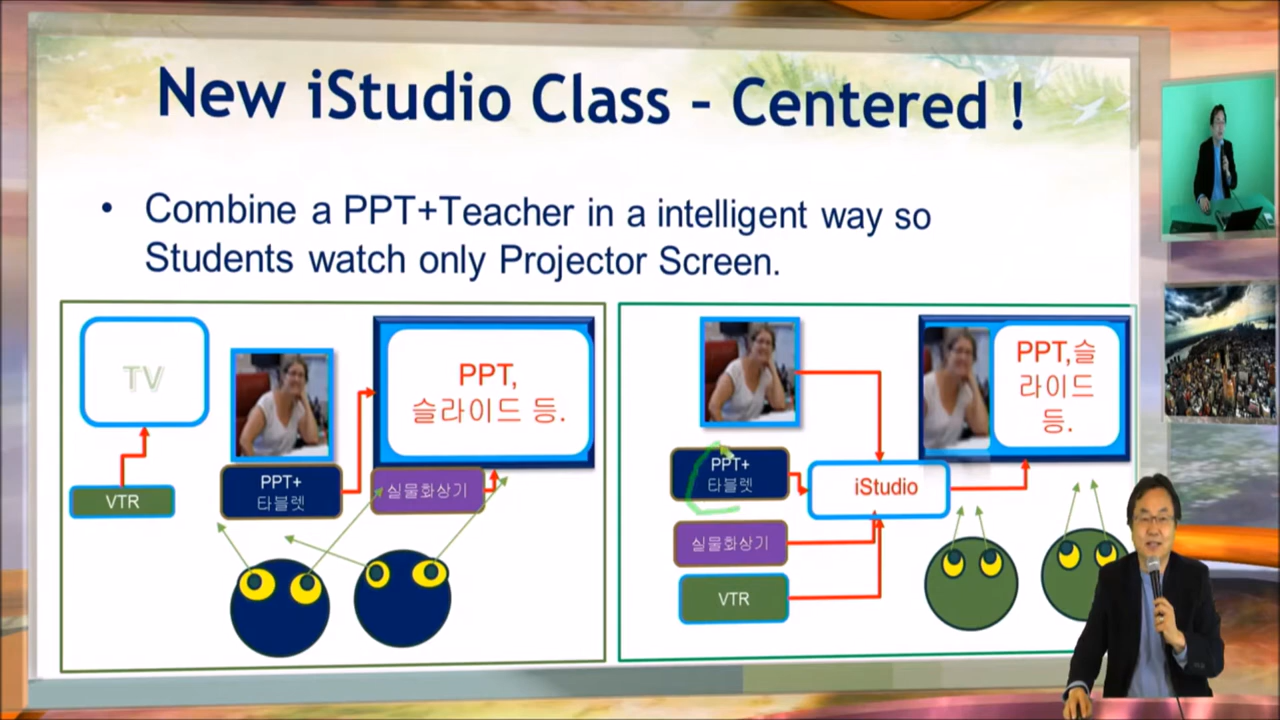 New iStudio Class – Centered !
• Combine a PPT+Teacher in a intelligent way so
Students watch only Projector Screen.
TV
VTR
PPT+
타블렛
실물화상기
PPT,
슬라이드 등.
PPT+
타블렛
실물화상기
VTR
iStudio
PPT,슬
라이드
등.